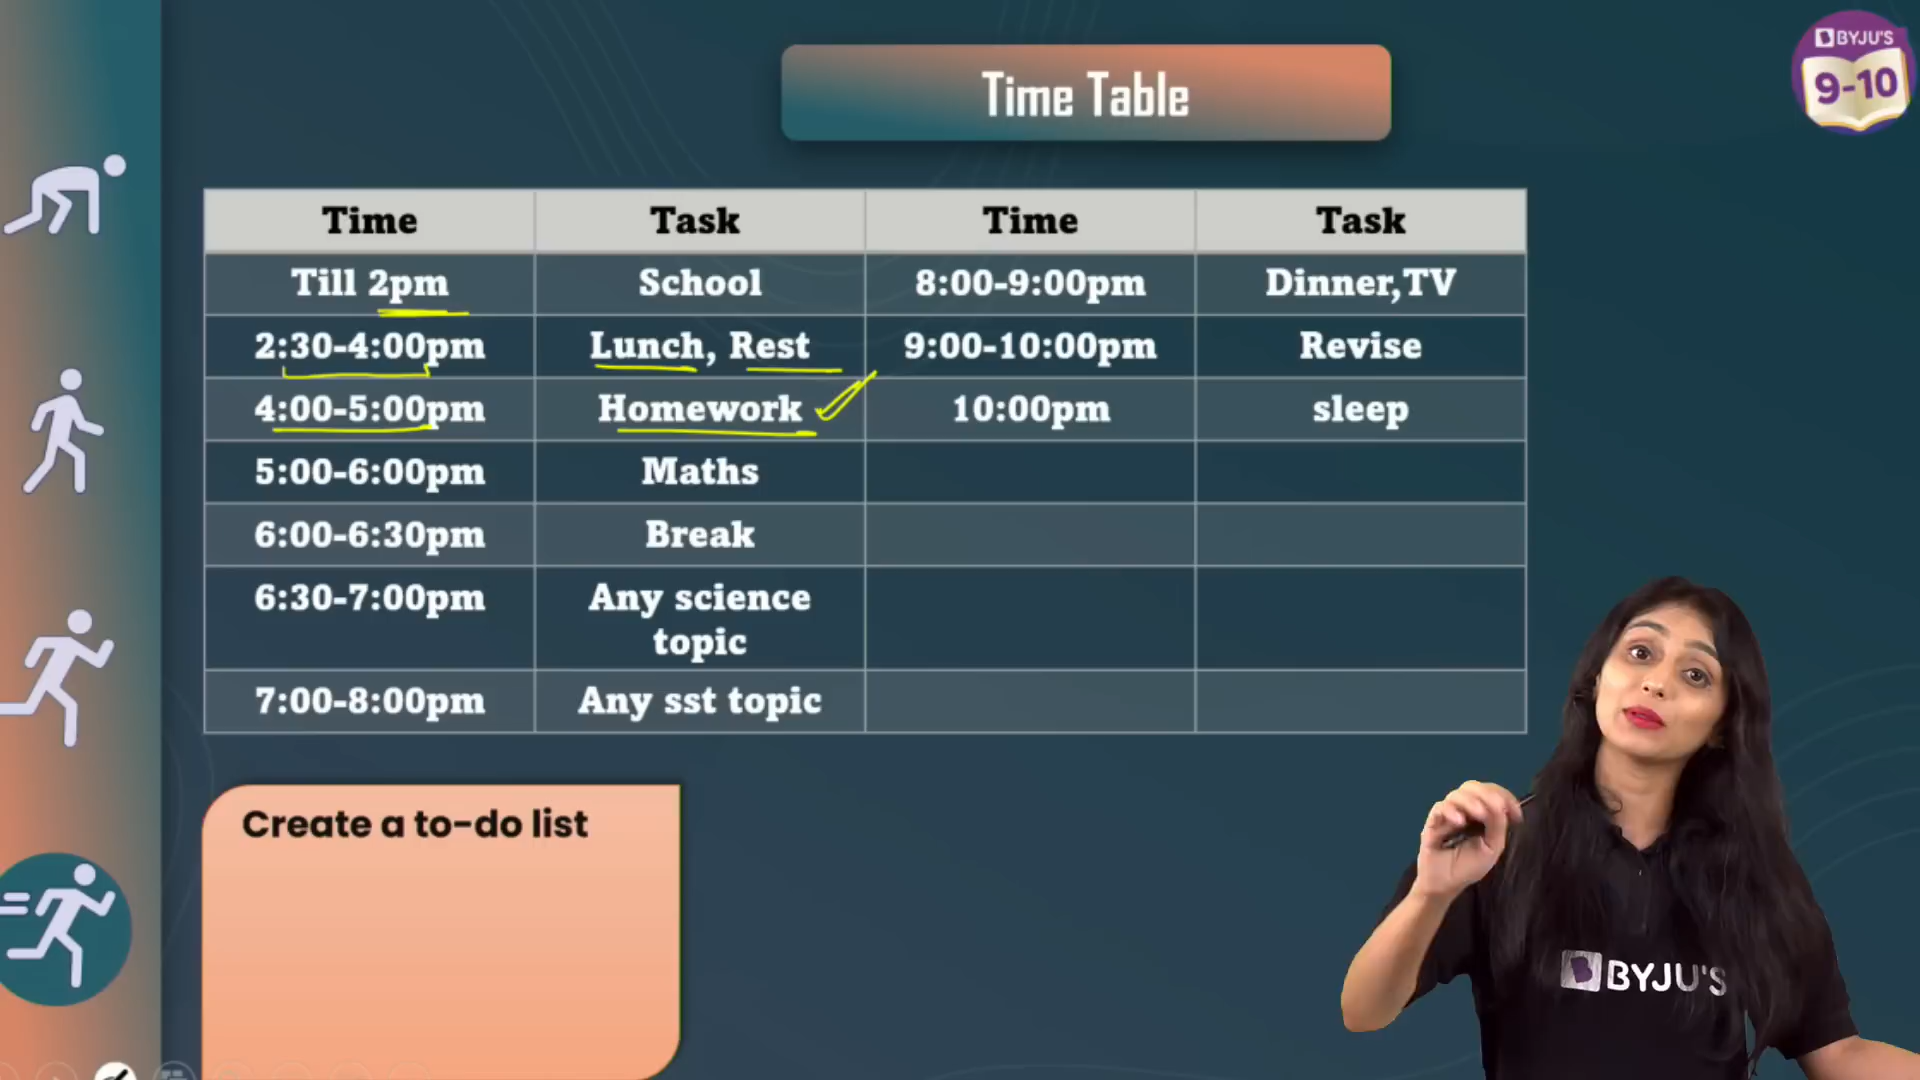 BYJU'S
9-10
Time Table
Time Task Time Task
Till 2pm School 8:00-9:00pm Dinner,TV
2:30-4:00pm Lunch, Rest 9:00-10:00pm Revise
4:00-5:00pm Homework 10:00pm sleep
5:00-6:00pm Maths
6:00-6:30pm Break
6:30-7:00pm Any science
topic
7:00-8:00pm Any sst topic
Create a to-do list
BYJU'S